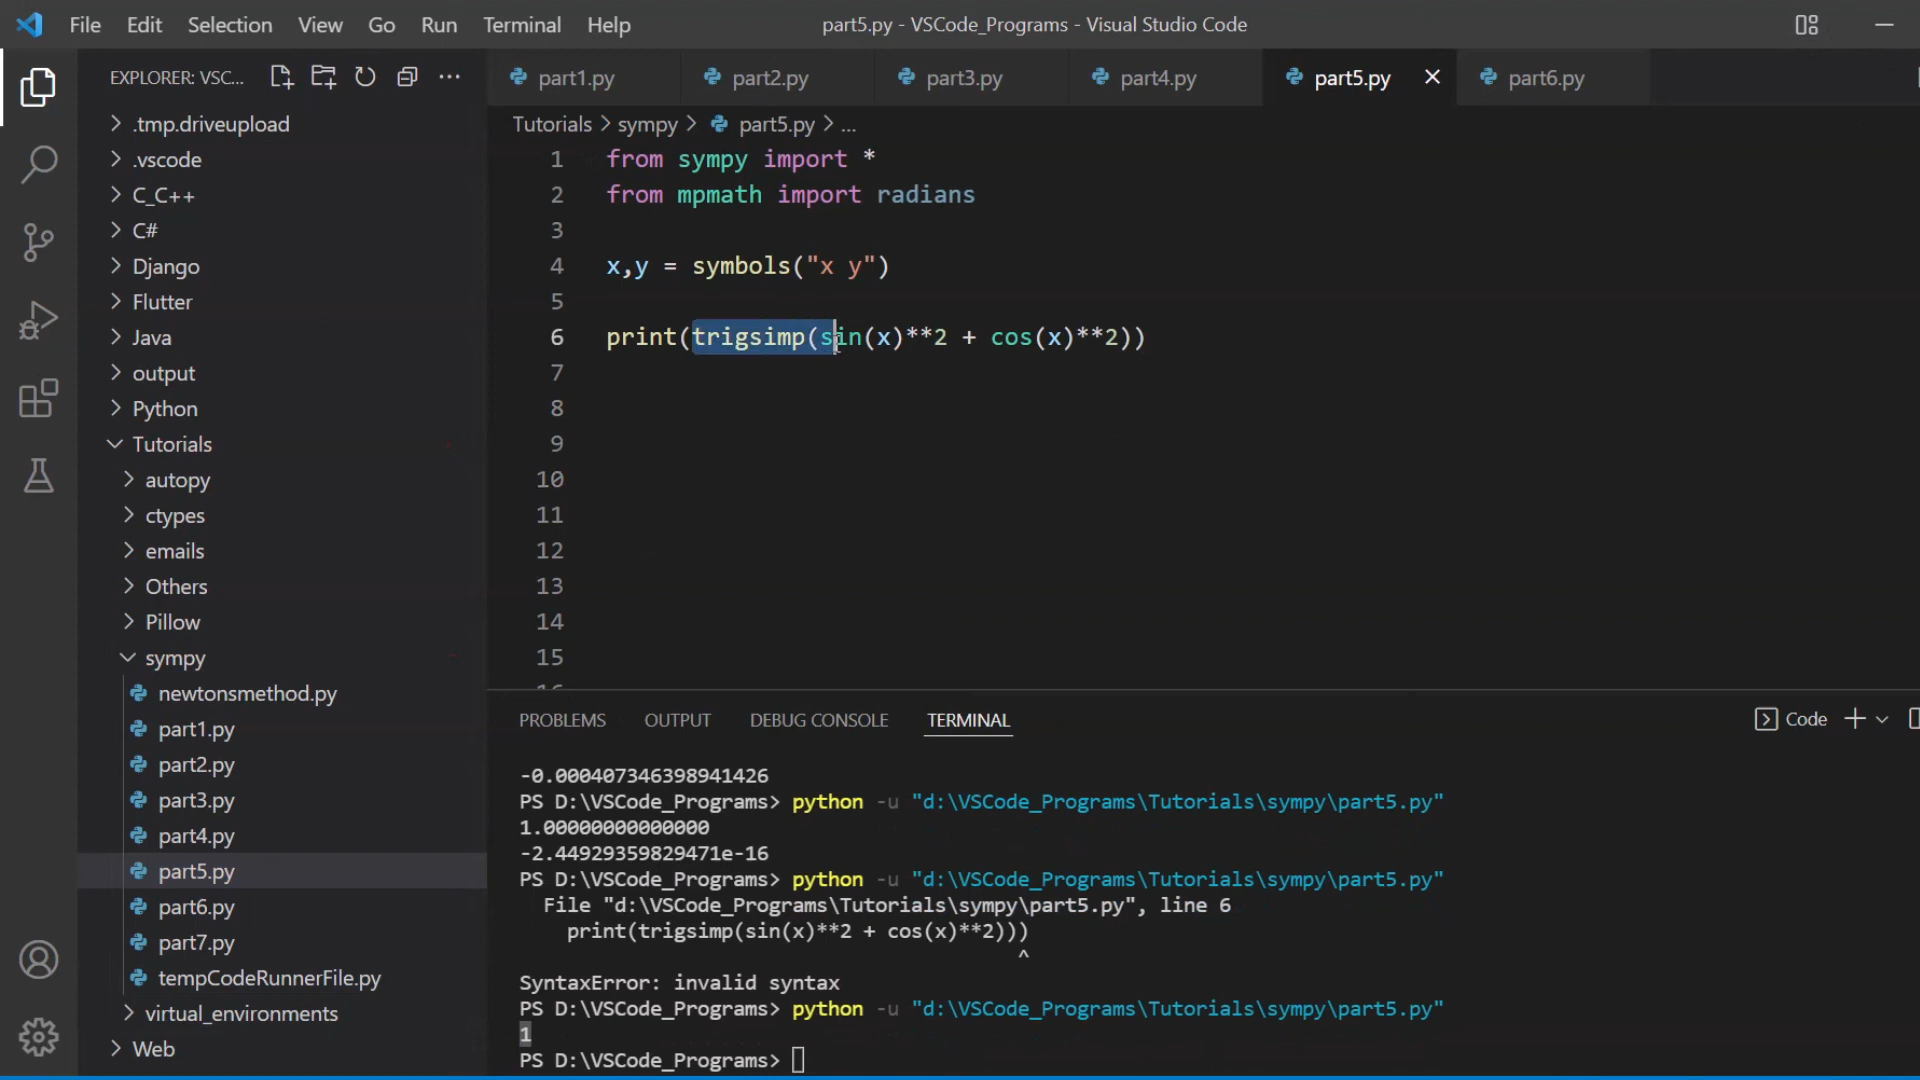 File Edit Selection View Go Run Terminal Help
part5.py - VSCode_Programs - Visual Studio Code
EXPLORER: VSC...
.tmp.driveupload
.vscode
C_C++
C#
Django
Flutter
Java
output
Python
Tutorials
autopy
ctypes
emails
Others
Pillow
sympy
newtonsmethod.py
part1.py
part2.py
part3.py
part4.py
part5.py
part6.py
part7.py
tempCodeRunnerFile.py
virtual_environments
Web
part1.py part2.py part3.py part4.py part5.py part6.py
Tutorials > sympy > part5.py > ...
1 from sympy import *
2 from mpmath import radians
3
4 x,y = symbols("x y")
5
6 print(trigsimp(sin(x)**2 + cos(x)**2))
7
8
9
10
11
12
13
14
15
PROBLEMS OUTPUT DEBUG CONSOLE TERMINAL
Code
-0.000407346398941426
PS D:\VSCode_Programs> python -u "d:\VSCode_Programs\Tutorials\sympy\part5.py"
1.00000000000000
-2.44929359829471e-16
PS D:\VSCode_Programs> python -u "d:\VSCode_Programs\Tutorials\sympy\part5.py"
File "d:\VSCode_Programs\Tutorials\sympy\part5.py", line 6
print(trigsimp(sin(x)**2 + cos(x)**2)))
^
SyntaxError: invalid syntax
PS D:\VSCode_Programs> python -u "d:\VSCode_Programs\Tutorials\sympy\part5.py"
1
PS D:\VSCode_Programs>